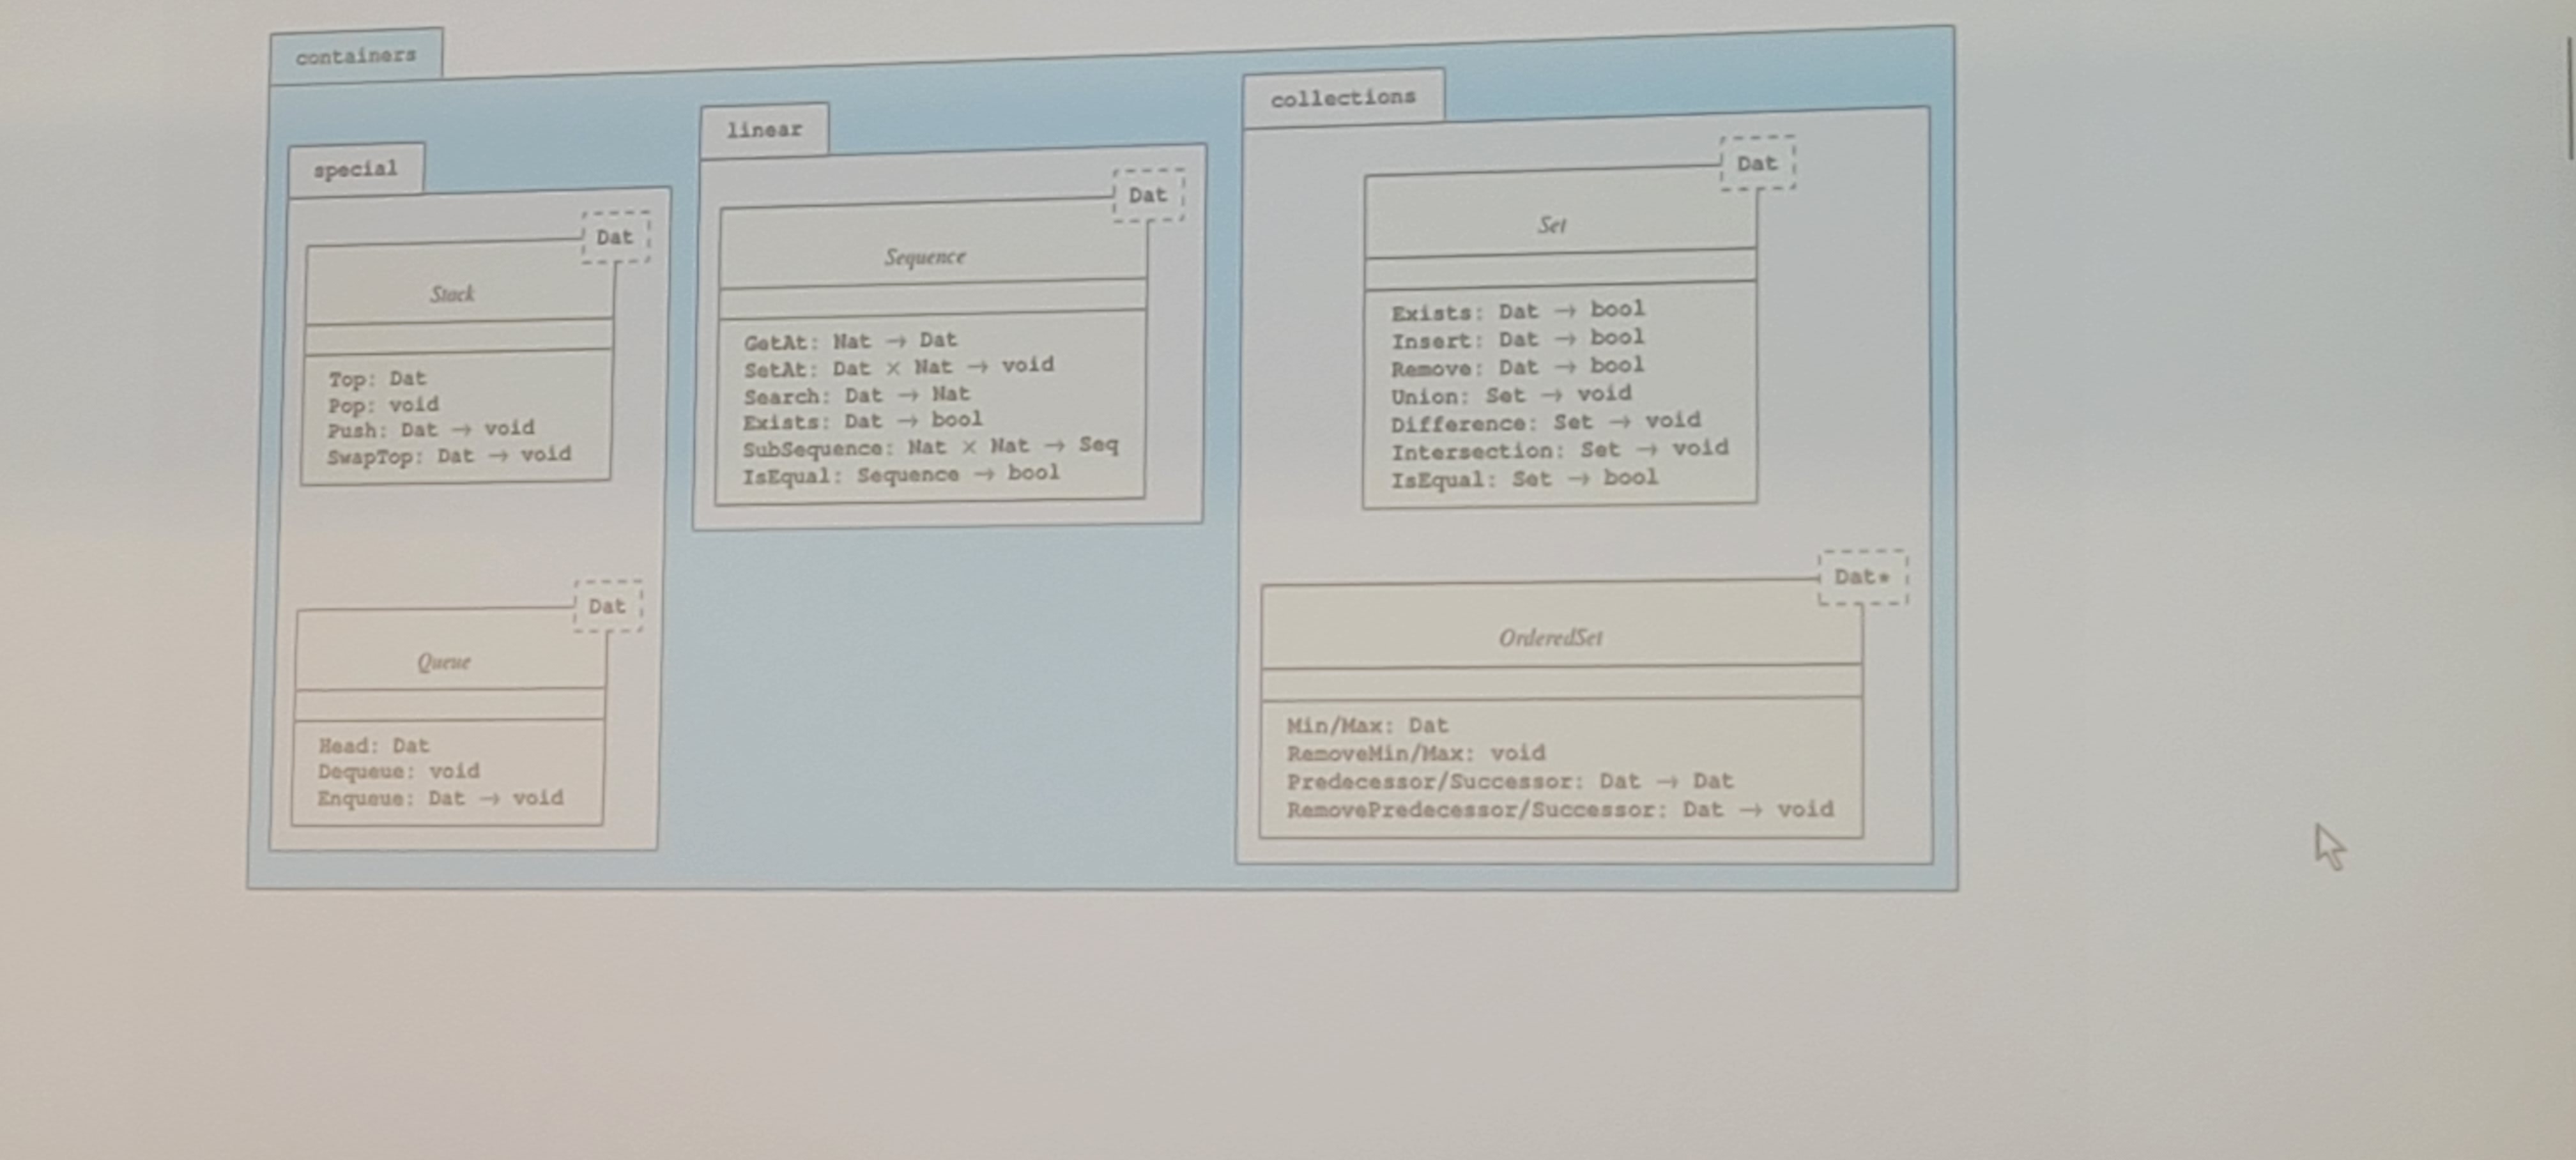 containers
special
Dat
Stack
Top: Dat
Pop: void
Push: Dat → void
SwapTop: Dat → void
Dat
Queue
Head: Dat
Dequeue: void
Enqueue: Dat → void
linear
Dat
Sequence
GetAt: Nat → Dat
SetAt: Dat × Nat → void
Search: Dat → Nat
Exists: Dat → bool
SubSequence: Nat × Nat → Seq
IsEqual: Sequence → bool
collections
Dat
Set
Exists: Dat → bool
Insert: Dat → bool
Remove: Dat → bool
Union: Set → void
Difference: Set → void
Intersection: Set → void
IsEqual: Set → bool
Dat*
OrderedSet
Min/Max: Dat
RemoveMin/Max: void
Predecessor/Successor: Dat → Dat
RemovePredecessor/Successor: Dat → void